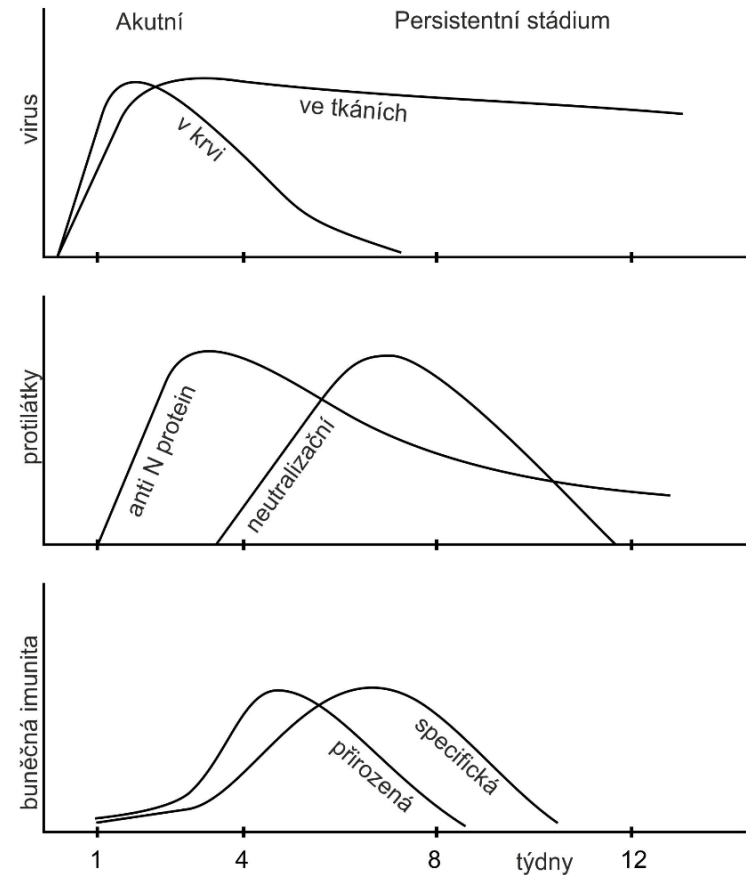 Akutní
Persistentní stádium
virus
v krvi
ve tkáních
protilátky
anti N protein
neutralizační
buněčná imunita
přirozená
specifická
1
4
8
týdny
12